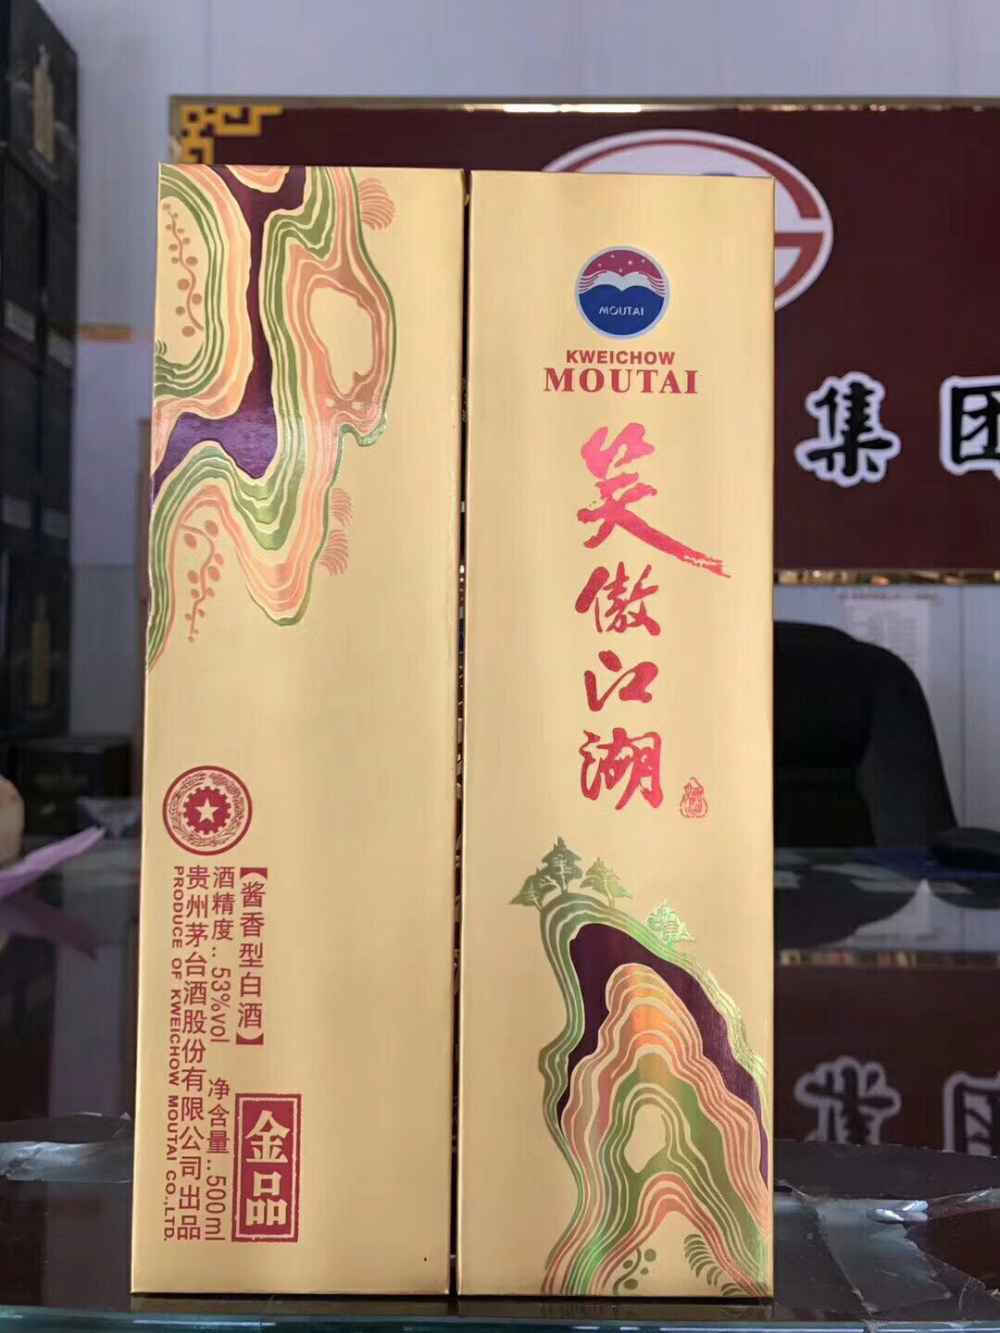 MOUTAI
KWEICHOW
MOUTAI
笑傲江湖
【酱香型白酒】
酒精度：53%vol 净含量：500ml
贵州茅台酒股份有限公司出品
PRODUCE OF KWEICHOW MOUTAI CO.,LTD.
金品
集团